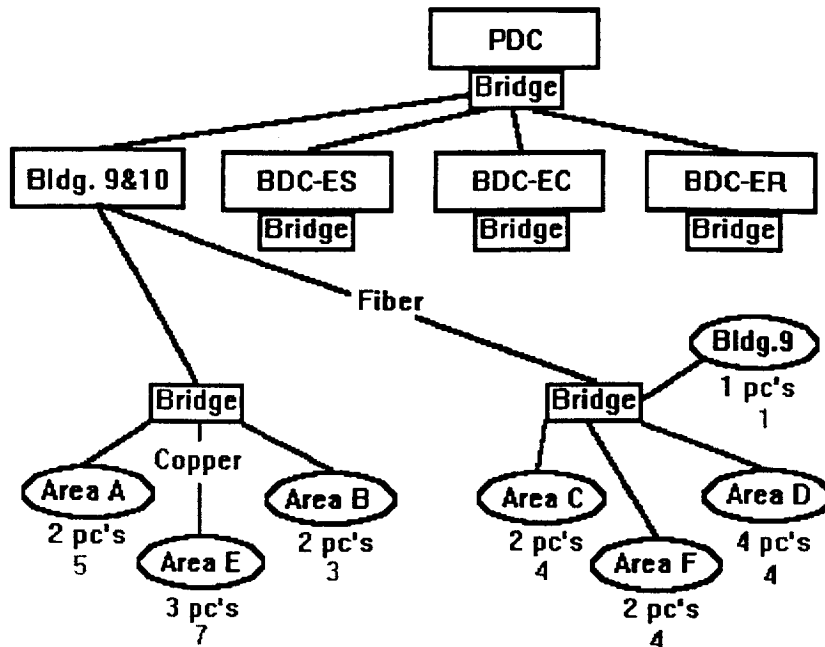 PDC
Bridge
Bldg. 9&10
BDC-ES
BDC-EC
BDC-ER
Bridge
Bridge
Bridge
Fiber
Bldg.9
1 pc's
1
Bridge
Bridge
Copper
Area A
2 pc's
5
Area E
3 pc's
7
Area B
2 pc's
3
Area C
2 pc's
4
Area F
2 pc's
4
Area D
4 pc's
4